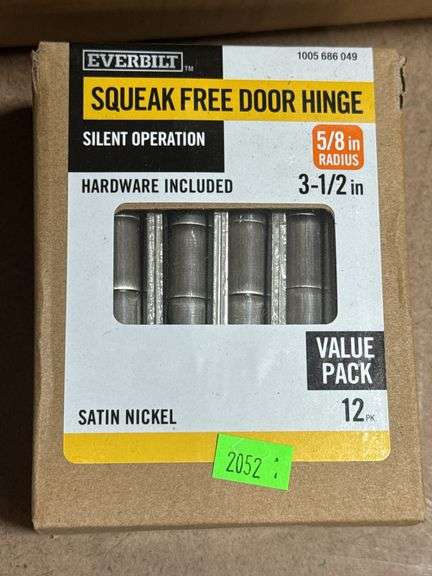 EVERBILT™
1005 686 049
SQUEAK FREE DOOR HINGE
SILENT OPERATION
5/8 in
RADIUS
HARDWARE INCLUDED
3-1/2 in
VALUE
PACK
SATIN NICKEL
12 PK.
2052